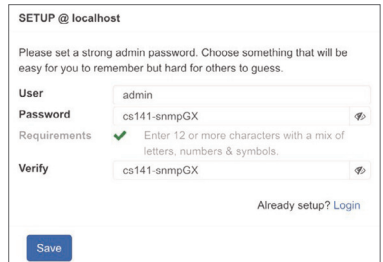 SETUP @ localhost
Please set a strong admin password. Choose something that will be
easy for you to remember but hard for others to guess.
User admin
Password cs141-snmpGX
Requirements Enter 12 or more characters with a mix of
letters, numbers & symbols.
Verify cs141-snmpGX
Already setup? Login
Save